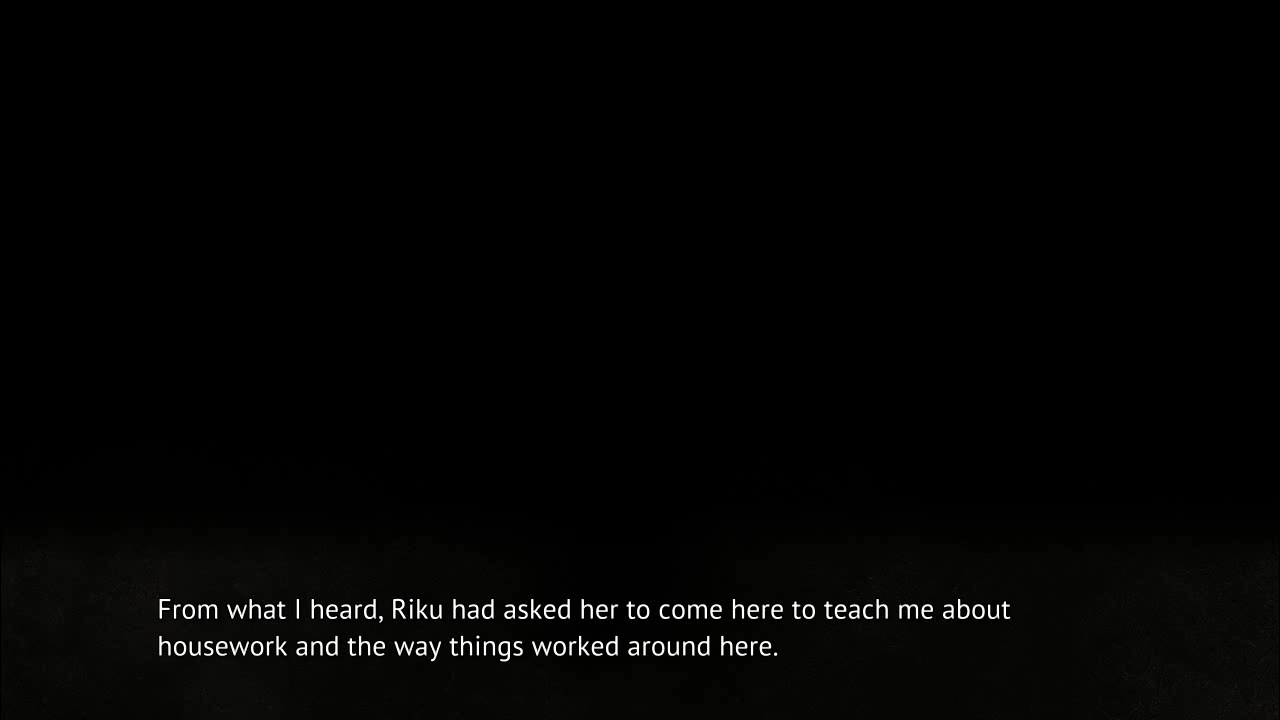 From what I heard, Riku had asked her to come here to teach me about
housework and the way things worked around here.